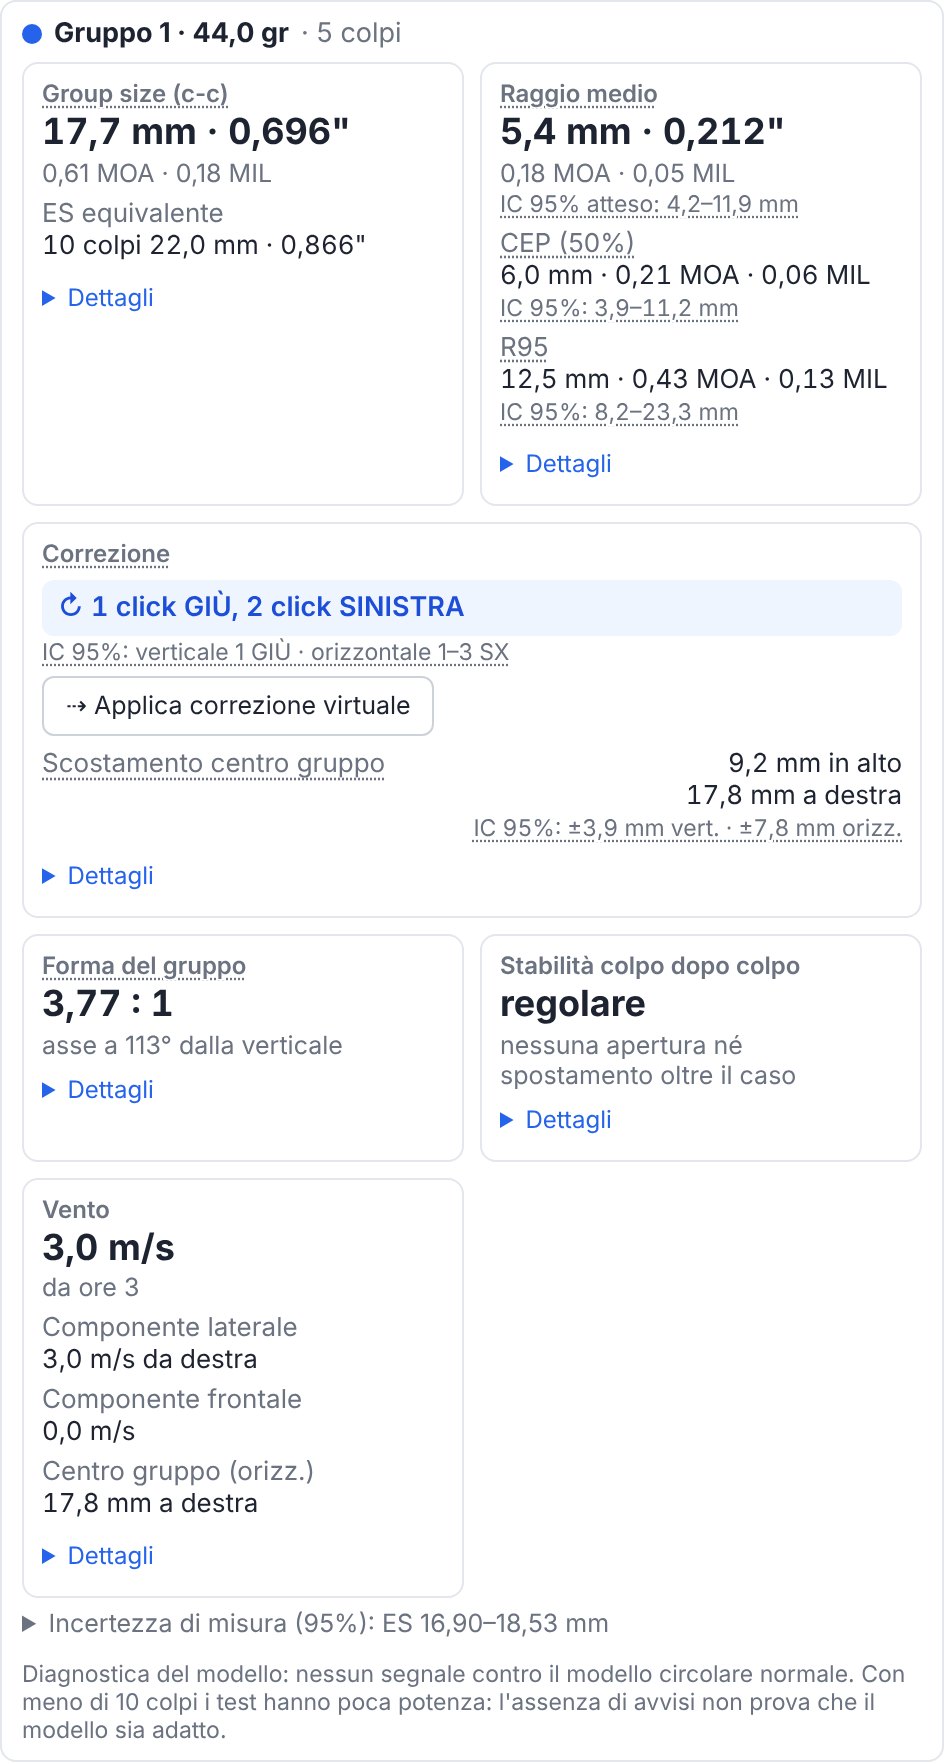 Gruppo 1 · 44,0 gr · 5 colpi
Group size (c-c)
17,7 mm · 0,696"
0,61 MOA · 0,18 MIL
ES equivalente
10 colpi 22,0 mm · 0,866"
▶ Dettagli
Raggio medio
5,4 mm · 0,212"
0,18 MOA · 0,05 MIL
IC 95% atteso: 4,2–11,9 mm
CEP (50%)
6,0 mm · 0,21 MOA · 0,06 MIL
IC 95%: 3,9–11,2 mm
R95
12,5 mm · 0,43 MOA · 0,13 MIL
IC 95%: 8,2–23,3 mm
▶ Dettagli
Correzione
↻ 1 click GIÙ, 2 click SINISTRA
IC 95%: verticale 1 GIÙ · orizzontale 1–3 SX
⇢ Applica correzione virtuale
Scostamento centro gruppo
9,2 mm in alto
17,8 mm a destra
IC 95%: ±3,9 mm vert. · ±7,8 mm orizz.
▶ Dettagli
Forma del gruppo
3,77 : 1
asse a 113° dalla verticale
▶ Dettagli
Stabilità colpo dopo colpo
regolare
nessuna apertura né
spostamento oltre il caso
▶ Dettagli
Vento
3,0 m/s
da ore 3
Componente laterale
3,0 m/s da destra
Componente frontale
0,0 m/s
Centro gruppo (orizz.)
17,8 mm a destra
▶ Dettagli
▶ Incertezza di misura (95%): ES 16,90–18,53 mm
Diagnostica del modello: nessun segnale contro il modello circolare normale. Con
meno di 10 colpi i test hanno poca potenza: l'assenza di avvisi non prova che il
modello sia adatto.